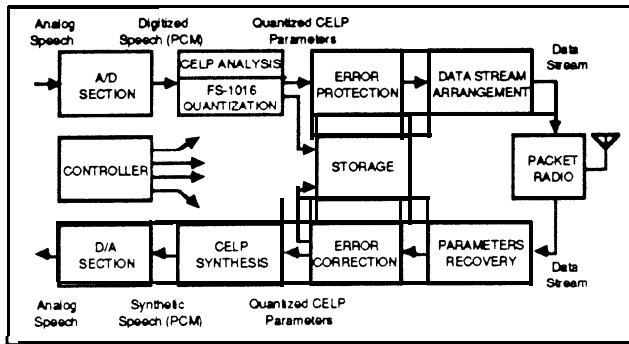 Analog
Speech
Digitized
Speech (PCM)
Quantized CELP
Parameters
Data
Stream
A/D
SECTION
CELP ANALYSIS
FS-1016
QUANTIZATION
ERROR
PROTECTION
DATA STREAM
ARRANGEMENT
CONTROLLER
STORAGE
PACKET
RADIO
D/A
SECTION
CELP
SYNTHESIS
ERROR
CORRECTION
PARAMETERS
RECOVERY
Data
Stream
Analog
Speech
Synthetic
Speech (PCM)
Quantized CELP
Parameters